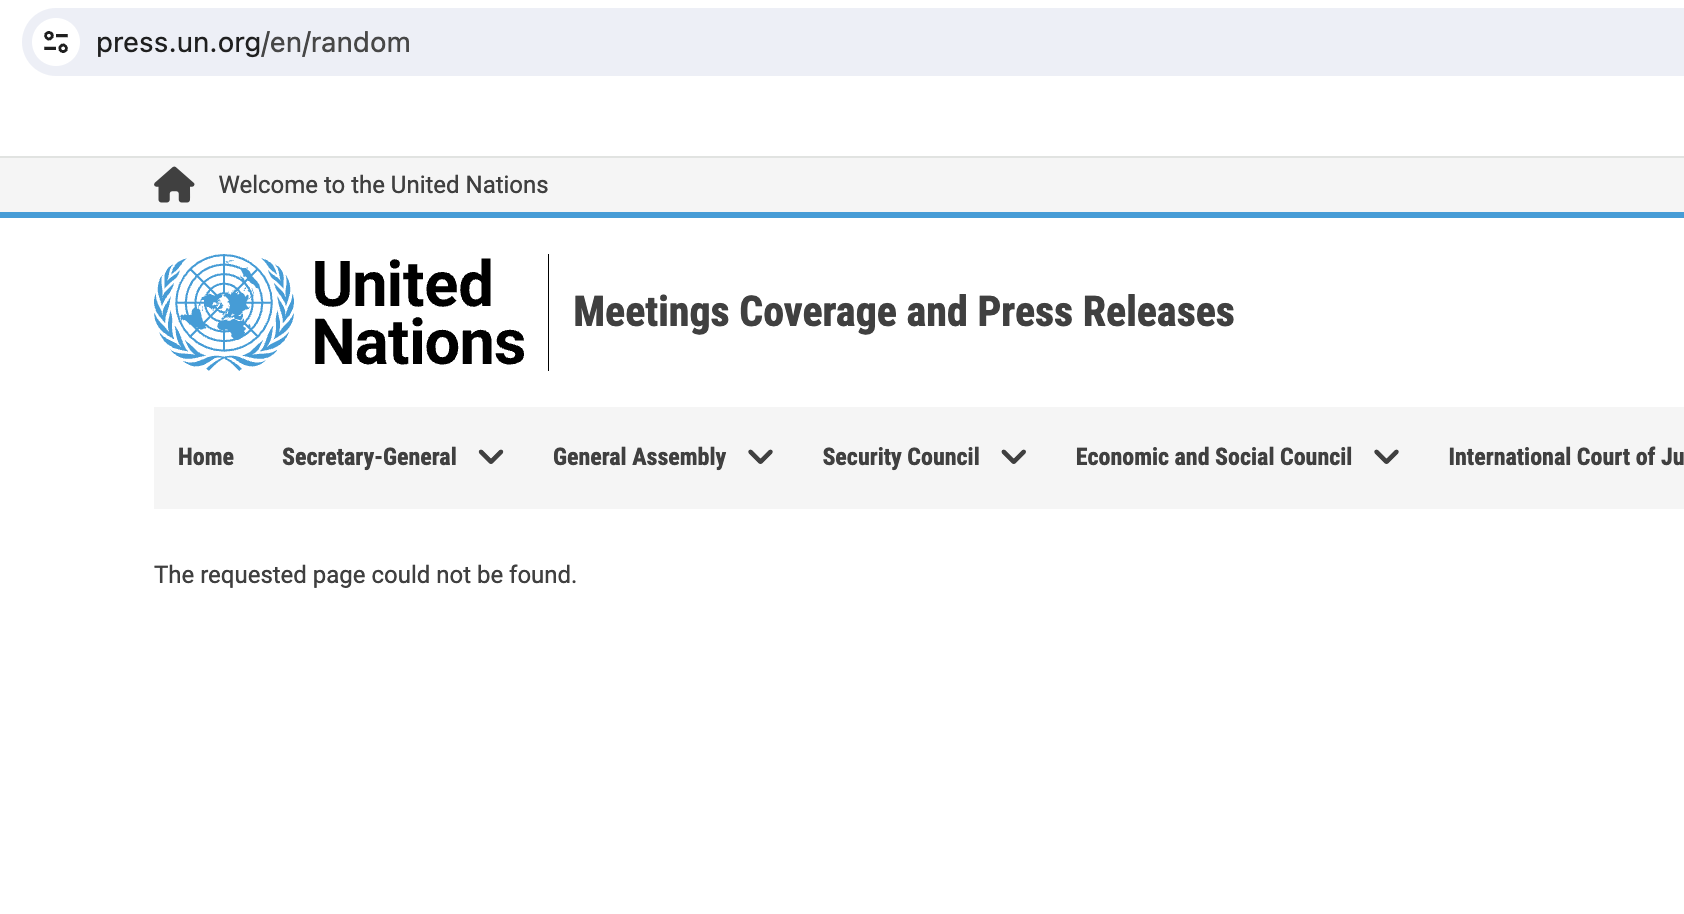 press.un.org/en/random
Welcome to the United Nations
United
Nations
Meetings Coverage and Press Releases
Home Secretary-General General Assembly Security Council Economic and Social Council International Court of Ju
The requested page could not be found.